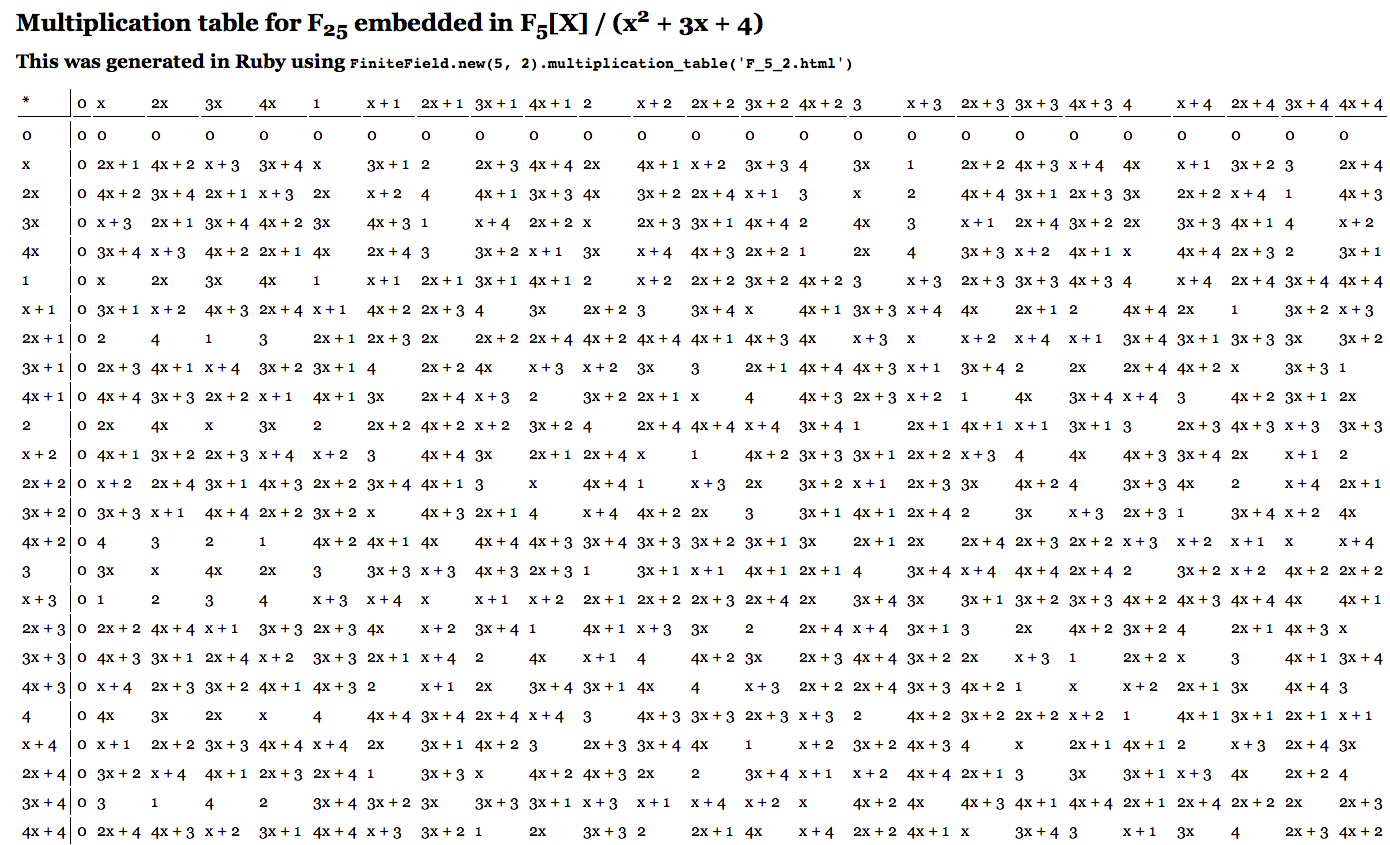 Multiplication table for F25 embedded in F5[X] / (x² + 3x + 4)
This was generated in Ruby using FiniteField.new(5, 2).multiplication_table('F_5_2.html')
* 0 x 2x 3x 4x 1 x + 1 2x + 1 3x + 1 4x + 1 2 x + 2 2x + 2 3x + 2 4x + 2 3 x + 3 2x + 3 3x + 3 4x + 3 4 x + 4 2x + 4 3x + 4 4x + 4
0 0 0 0 0 0 0 0 0 0 0 0 0 0 0 0 0 0 0 0 0 0 0 0 0 0
x 0 2x + 1 4x + 2 x + 3 3x + 4 x 3x + 1 2 2x + 3 4x + 4 2x 4x + 1 x + 2 3x + 3 4 3x 1 2x + 2 4x + 3 x + 4 4x x + 1 3x + 2 3 2x + 4
2x 0 4x + 2 3x + 4 2x + 1 x + 3 2x x + 2 4 4x + 1 3x + 3 4x 3x + 2 2x + 4 x + 1 3 x 2 4x + 4 3x + 1 2x + 3 3x 2x + 2 x + 4 1 4x + 3
3x 0 x + 3 2x + 1 3x + 4 4x + 2 3x 4x + 3 1 x + 4 2x + 2 x 2x + 3 3x + 1 4x + 4 2 4x 3 x + 1 2x + 4 3x + 2 2x 3x + 3 4x + 1 4 x + 2
4x 0 3x + 4 x + 3 4x + 2 2x + 1 4x 2x + 4 3 3x + 2 x + 1 3x x + 4 4x + 3 2x + 2 1 2x 4 3x + 3 x + 2 4x + 1 x 4x + 4 2x + 3 2 3x + 1
1 0 x 2x 3x 4x 1 x + 1 2x + 1 3x + 1 4x + 1 2 x + 2 2x + 2 3x + 2 4x + 2 3 x + 3 2x + 3 3x + 3 4x + 3 4 x + 4 2x + 4 3x + 4 4x + 4
x + 1 0 3x + 1 x + 2 4x + 3 2x + 4 x + 1 4x + 2 2x + 3 4 3x 2x + 2 3 3x + 4 x 4x + 1 3x + 3 x + 4 4x 2x + 1 2 4x + 4 2x 1 3x + 2 x + 3
2x + 1 0 2 4 1 3 2x + 1 2x + 3 2x 2x + 2 2x + 4 4x + 2 4x + 4 4x + 1 4x + 3 4x x + 3 x x + 2 x + 4 x + 1 3x + 4 3x + 1 3x + 3 3x 3x + 2
3x + 1 0 2x + 3 4x + 1 x + 4 3x + 2 3x + 1 4 2x + 2 4x x + 3 x + 2 3x 3 2x + 1 4x + 4 4x + 3 x + 1 3x + 4 2 2x 2x + 4 4x + 2 x 3x + 3 1
4x + 1 0 4x + 4 3x + 3 2x + 2 x + 1 4x + 1 3x 2x + 4 x + 3 2 3x + 2 2x + 1 x 4 4x + 3 2x + 3 x + 2 1 4x 3x + 4 x + 4 3 4x + 2 3x + 1 2x
2 0 2x 4x x 3x 2 2x + 2 4x + 2 x + 2 3x + 2 4 2x + 4 4x + 4 x + 4 3x + 4 1 2x + 1 4x + 1 x + 1 3x + 1 3 2x + 3 4x + 3 x + 3 3x + 3
x + 2 0 4x + 1 3x + 2 2x + 3 x + 4 x + 2 3 4x + 4 3x 2x + 1 2x + 4 x 1 4x + 2 3x + 3 3x + 1 2x + 2 x + 3 4 4x 4x + 3 3x + 4 2x x + 1 2
2x + 2 0 x + 2 2x + 4 3x + 1 4x + 3 2x + 2 3x + 4 4x + 1 3 x 4x + 4 1 x + 3 2x 3x + 2 x + 1 2x + 3 3x 4x + 2 4 3x + 3 4x 2 x + 4 2x + 1
3x + 2 0 3x + 3 x + 1 4x + 4 2x + 2 3x + 2 x 4x + 3 2x + 1 4 x + 4 4x + 2 2x 3 3x + 1 4x + 1 2x + 4 2 3x x + 3 2x + 3 1 3x + 4 x + 2 4x
4x + 2 0 4 3 2 1 4x + 2 4x + 1 4x 4x + 4 4x + 3 3x + 4 3x + 3 3x + 2 3x + 1 3x 2x + 1 2x 2x + 4 2x + 3 2x + 2 x + 3 x + 2 x + 1 x x + 4
3 0 3x x 4x 2x 3 3x + 3 x + 3 4x + 3 2x + 3 1 3x + 1 x + 1 4x + 1 2x + 1 4 3x + 4 x + 4 4x + 4 2x + 4 2 3x + 2 x + 2 4x + 2 2x + 2
x + 3 0 1 2 3 4 x + 3 x + 4 x x + 1 x + 2 2x + 1 2x + 2 2x + 3 2x + 4 2x 3x + 4 3x 3x + 1 3x + 2 3x + 3 4x + 2 4x + 3 4x + 4 4x 4x + 1
2x + 3 0 2x + 2 4x + 4 x + 1 3x + 3 2x + 3 4x x + 2 3x + 4 1 4x + 1 x + 3 3x 2 2x + 4 x + 4 3x + 1 3 2x 4x + 2 3x + 2 4 2x + 1 4x + 3 x
3x + 3 0 4x + 3 3x + 1 2x + 4 x + 2 3x + 3 2x + 1 x + 4 2 4x x + 1 4 4x + 2 3x 2x + 3 4x + 4 3x + 2 2x x + 3 1 2x + 2 x 3 4x + 1 3x + 4
4x + 3 0 x + 4 2x + 3 3x + 2 4x + 1 4x + 3 2 x + 1 2x 3x + 4 3x + 1 4x 4 x + 3 2x + 2 2x + 4 3x + 3 4x + 2 1 x x + 2 2x + 1 3x 4x + 4 3
4 0 4x 3x 2x x 4 4x + 4 3x + 4 2x + 4 x + 4 3 4x + 3 3x + 3 2x + 3 x + 3 2 4x + 2 3x + 2 2x + 2 x + 2 1 4x + 1 3x + 1 2x + 1 x + 1
x + 4 0 x + 1 2x + 2 3x + 3 4x + 4 x + 4 2x 3x + 1 4x + 2 3 2x + 3 3x + 4 4x 1 x + 2 3x + 2 4x + 3 4 x 2x + 1 4x + 1 2 x + 3 2x + 4 3x
2x + 4 0 3x + 2 x + 4 4x + 1 2x + 3 2x + 4 1 3x + 3 x 4x + 2 4x + 3 2x 2 3x + 4 x + 1 x + 2 4x + 4 2x + 1 3 3x 3x + 1 x + 3 4x 2x + 2 4
3x + 4 0 3 1 4 2 3x + 4 3x + 2 3x 3x + 3 3x + 1 x + 3 x + 1 x + 4 x + 2 x 4x + 2 4x 4x + 3 4x + 1 4x + 4 2x + 1 2x + 4 2x + 2 2x 2x + 3
4x + 4 0 2x + 4 4x + 3 x + 2 3x + 1 4x + 4 x + 3 3x + 2 1 2x 3x + 3 2 2x + 1 4x x + 4 2x + 2 4x + 1 x 3x + 4 3 x + 1 3x 4 2x + 3 4x + 2